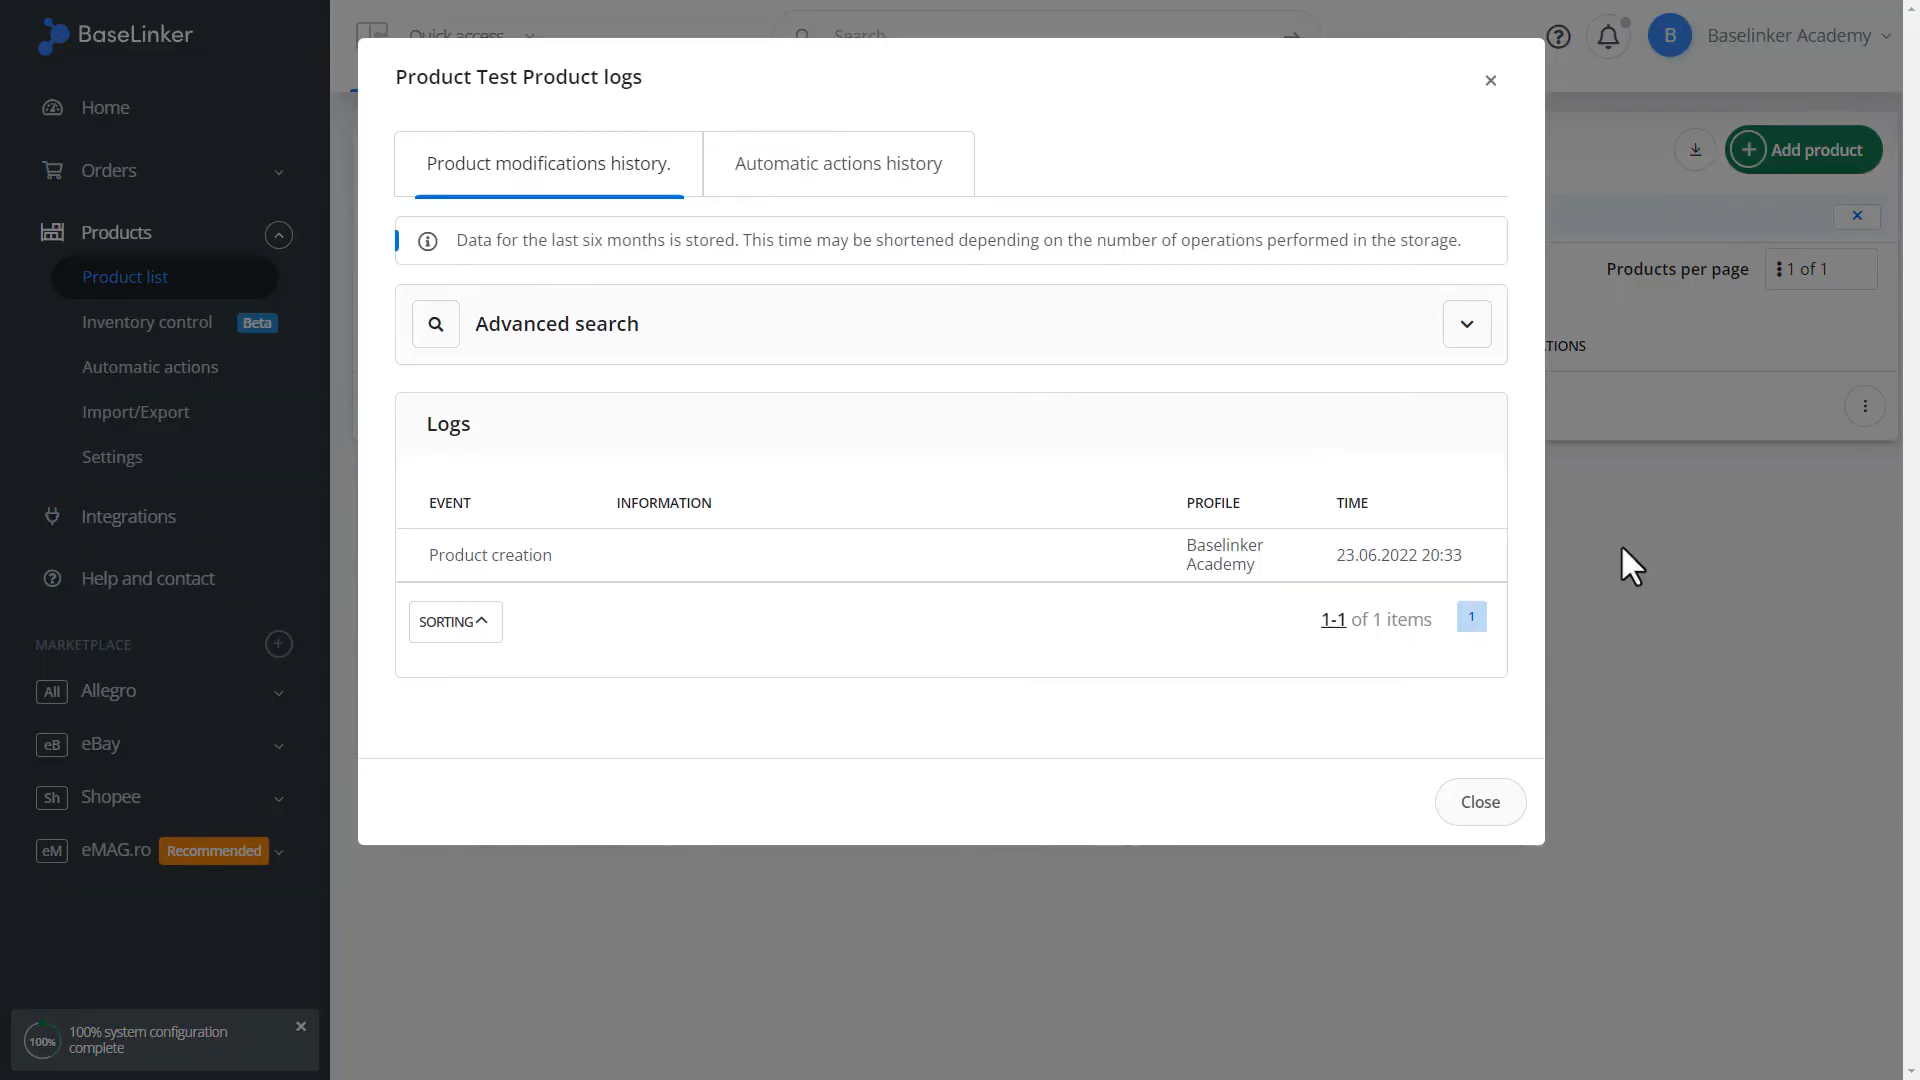 BaseLinker
Home
Orders
Products
Product list
Inventory control Beta
Automatic actions
Import/Export
Settings
Integrations
Help and contact
MARKETPLACE
All Allegro
eB eBay
Sh Shopee
eM eMAG.ro Recommended
100% 100% system configuration
complete
Quick access
Search
B Baselinker Academy
Product Test Product logs
Product modifications history.
Automatic actions history
Data for the last six months is stored. This time may be shortened depending on the number of operations performed in the storage.
Advanced search
Logs
EVENT INFORMATION PROFILE TIME
Product creation Baselinker
Academy 23.06.2022 20:33
SORTING
1-1 of 1 items 1
Close
Add product
Products per page 1 of 1
TIONS